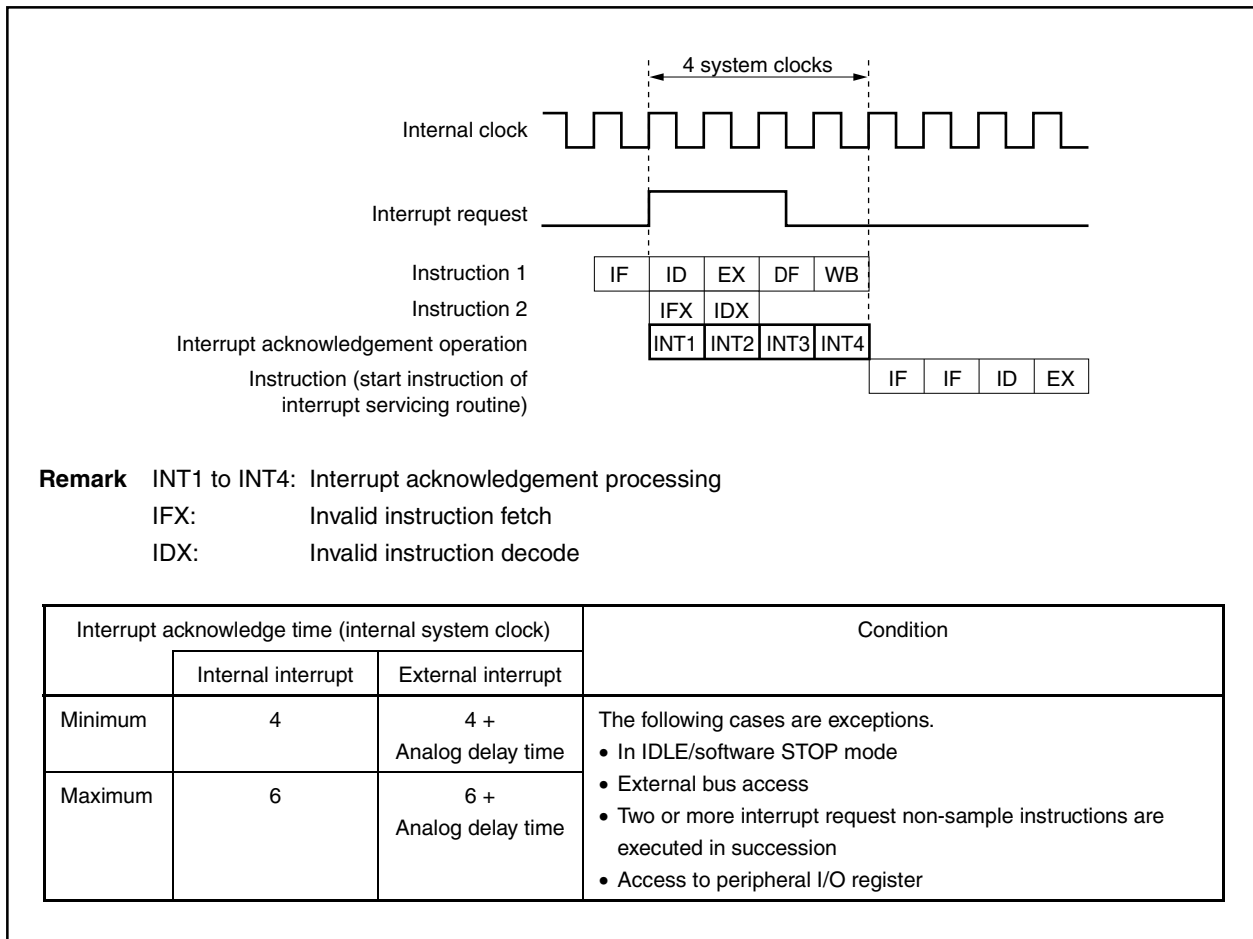 4 system clocks
Internal clock
Interrupt request
Instruction 1 IF ID EX DF WB
Instruction 2 IFX IDX
Interrupt acknowledgement operation INT1 INT2 INT3 INT4
Instruction (start instruction of
interrupt servicing routine) IF IF ID EX
Remark INT1 to INT4: Interrupt acknowledgement processing
IFX: Invalid instruction fetch
IDX: Invalid instruction decode
Interrupt acknowledge time (internal system clock) Condition
Internal interrupt External interrupt
Minimum 4 4 +
Analog delay time
Maximum 6 6 +
Analog delay time
The following cases are exceptions.
• In IDLE/software STOP mode
• External bus access
• Two or more interrupt request non-sample instructions are
executed in succession
• Access to peripheral I/O register